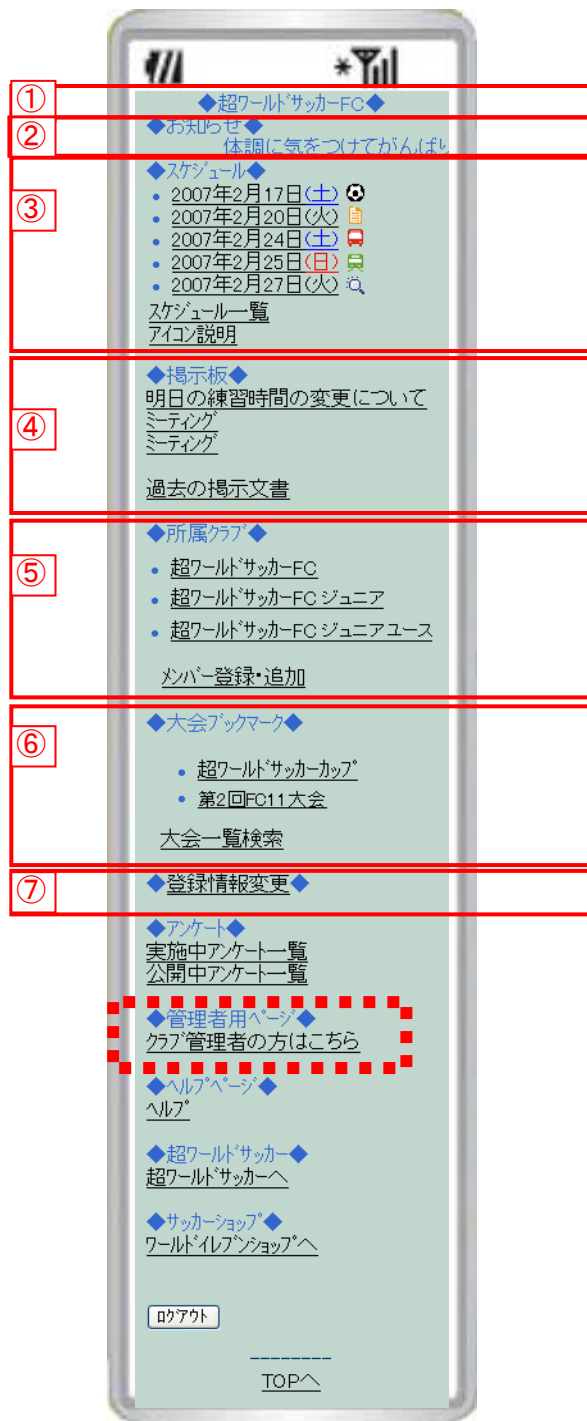 ①
◆超ワールドサッカーFC◆
②
◆お知らせ◆
体調に気をつけてがんばり
③
◆スケジュール◆
• 2007年2月17日(土)
• 2007年2月20日(火)
• 2007年2月24日(土)
• 2007年2月25日(日)
• 2007年2月27日(火)
スケジュール一覧
アイコン説明
④
◆掲示板◆
明日の練習時間の変更について
ミーティング
ミーティング
過去の掲示文書
⑤
◆所属クラブ◆
• 超ワールドサッカーFC
• 超ワールドサッカーFCジュニア
• 超ワールドサッカーFCジュニアユース
メンバー登録・追加
⑥
◆大会ブックマーク◆
• 超ワールドサッカーカップ
• 第2回FC11大会
大会一覧検索
⑦
◆登録情報変更◆
◆アンケート◆
実施中アンケート一覧
公開中アンケート一覧
◆管理者用ページ◆
クラブ管理者の方はこちら
◆ヘルプページ◆
ヘルプ
◆超ワールドサッカー◆
超ワールドサッカーへ
◆サッカーショップ◆
ワールドイレブンショップへ
ログアウト
--------
TOPへ